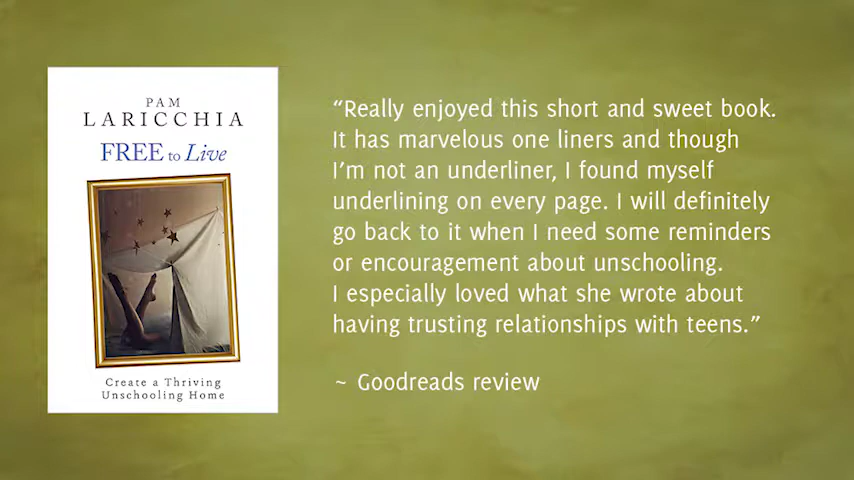 PAM
LARICCHIA
FREE to Live
Create a Thriving
Unschooling Home
“Really enjoyed this short and sweet book.
It has marvelous one liners and though
I’m not an underliner, I found myself
underlining on every page. I will definitely
go back to it when I need some reminders
or encouragement about unschooling.
I especially loved what she wrote about
having trusting relationships with teens.”
~ Goodreads review